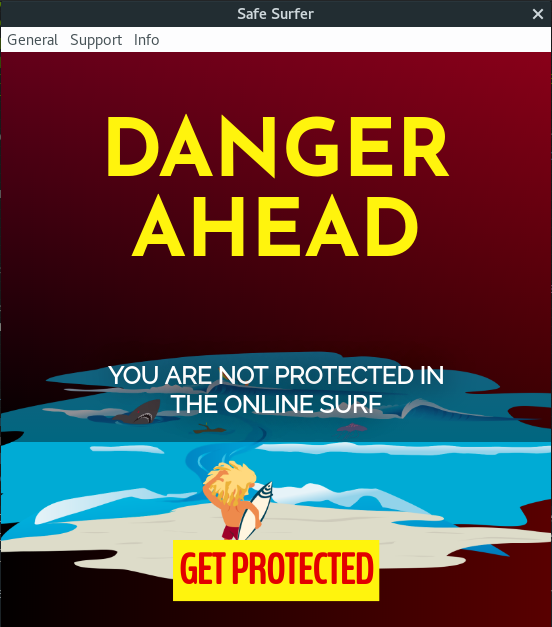 Safe Surfer
General Support Info
DANGER
AHEAD
YOU ARE NOT PROTECTED IN
THE ONLINE SURF
GET PROTECTED